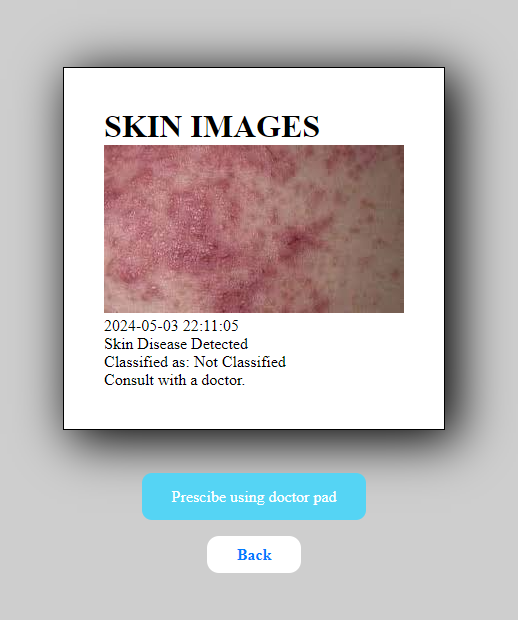 SKIN IMAGES
2024-05-03 22:11:05
Skin Disease Detected
Classified as: Not Classified
Consult with a doctor.
Prescibe using doctor pad
Back